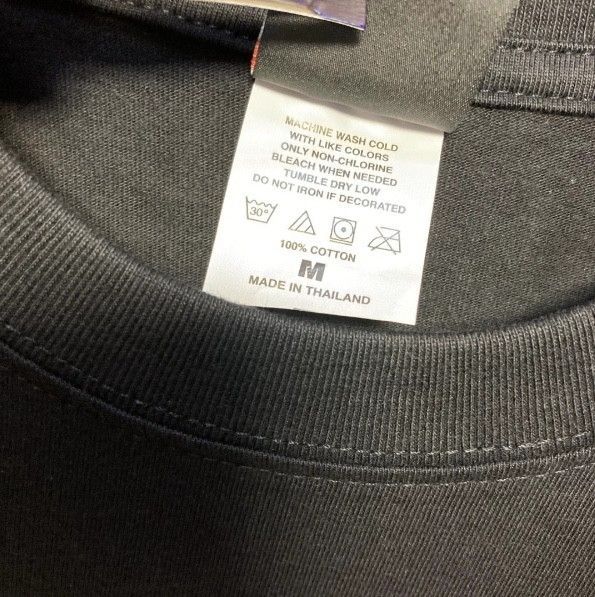 MACHINE WASH COLD
WITH LIKE COLORS
ONLY NON-CHLORINE
BLEACH WHEN NEEDED
TUMBLE DRY LOW
DO NOT IRON IF DECORATED
30°
100% COTTON
M
MADE IN THAILAND